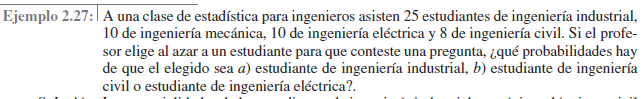 Ejemplo 2.27: A una clase de estadística para ingenieros asisten 25 estudiantes de ingeniería industrial,
10 de ingeniería mecánica, 10 de ingeniería eléctrica y 8 de ingeniería civil. Si el profe-
sor elige al azar a un estudiante para que conteste una pregunta, ¿qué probabilidades hay
de que el elegido sea a) estudiante de ingeniería industrial, b) estudiante de ingeniería
civil o estudiante de ingeniería eléctrica?.